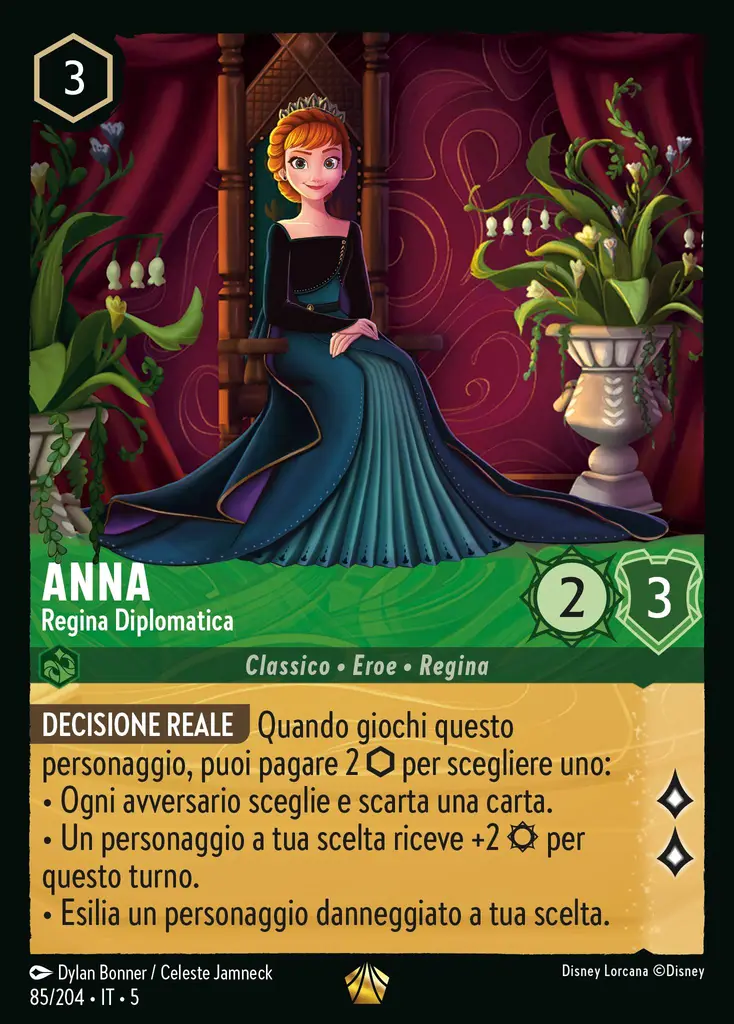 3
ANNA
Regina Diplomatica
2
3
Classico • Eroe • Regina
DECISIONE REALE Quando giochi questo
personaggio, puoi pagare 2 ⬡ per scegliere uno:
• Ogni avversario sceglie e scarta una carta.
• Un personaggio a tua scelta riceve +2 ¤ per
questo turno.
• Esilia un personaggio danneggiato a tua scelta.
Dylan Bonner / Celeste Jamneck
Disney Lorcana ©Disney
85/204 • IT • 5